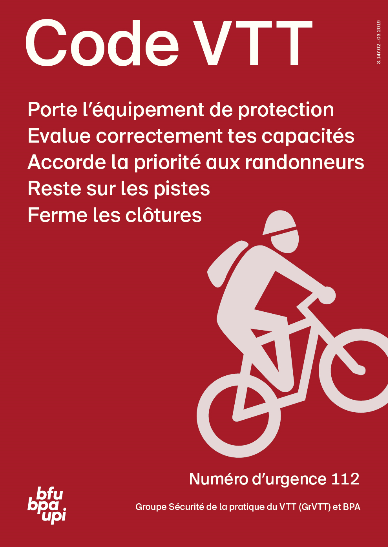 Code VTT
Porte l'équipement de protection
Evalue correctement tes capacités
Accorde la priorité aux randonneurs
Reste sur les pistes
Ferme les clôtures
Numéro d'urgence 112
Groupe Sécurité de la pratique du VTT (GrVTT) et BPA
bfu
bpa
upi